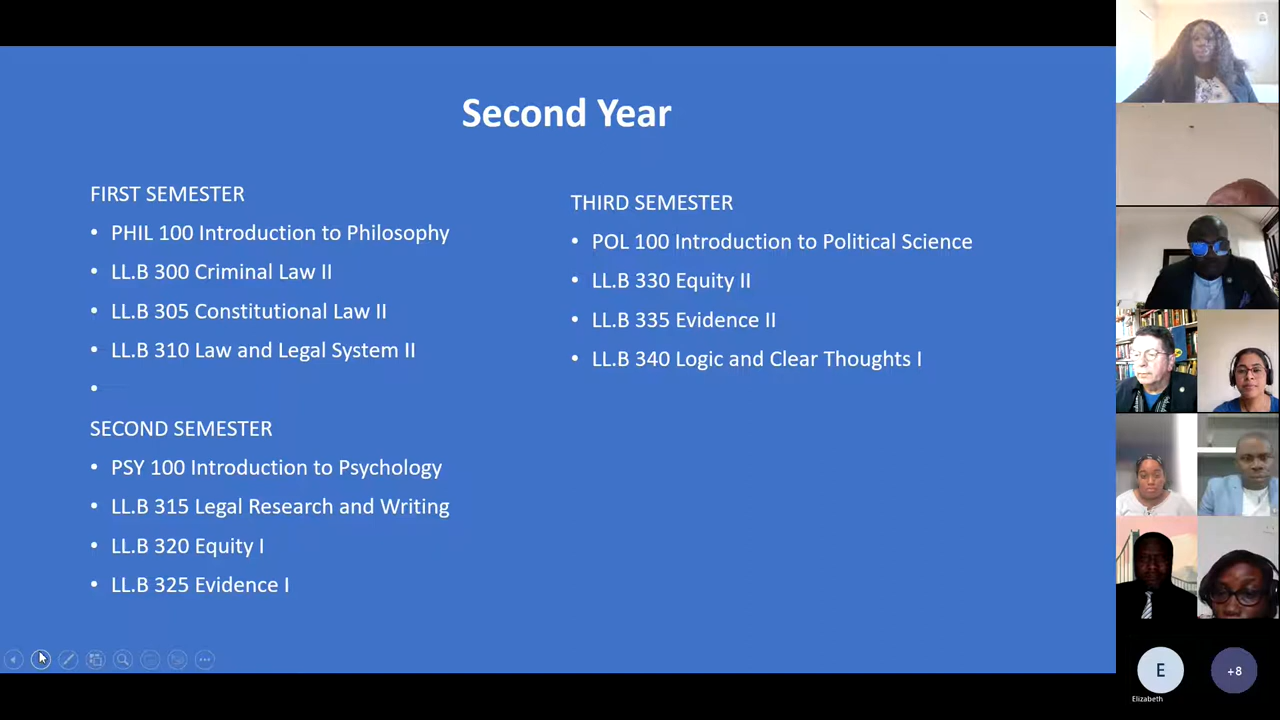 Second Year
FIRST SEMESTER
• PHIL 100 Introduction to Philosophy
• LL.B 300 Criminal Law II
• LL.B 305 Constitutional Law II
• LL.B 310 Law and Legal System II
•
SECOND SEMESTER
• PSY 100 Introduction to Psychology
• LL.B 315 Legal Research and Writing
• LL.B 320 Equity I
• LL.B 325 Evidence I
THIRD SEMESTER
• POL 100 Introduction to Political Science
• LL.B 330 Equity II
• LL.B 335 Evidence II
• LL.B 340 Logic and Clear Thoughts I
E
Elizabeth
+8